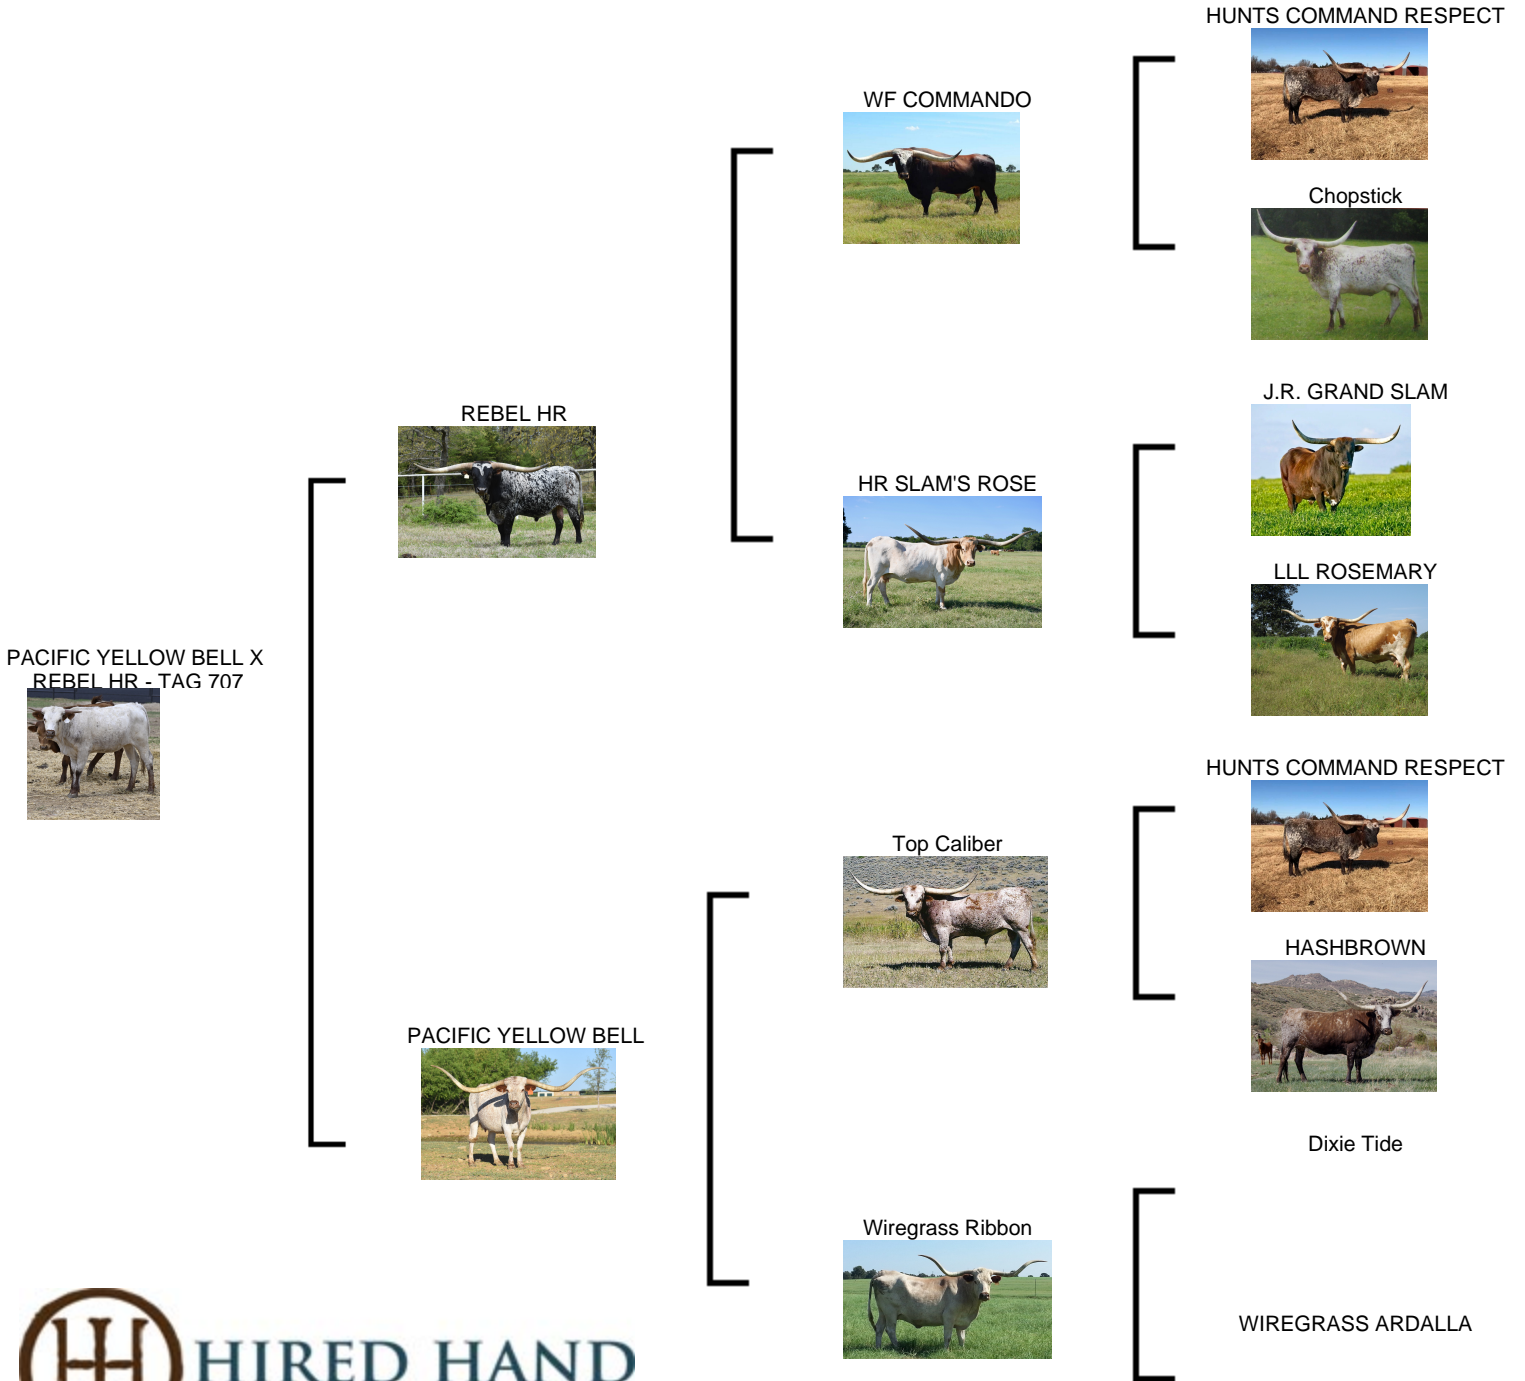 HUNTS COMMAND RESPECT
WF COMMANDO
Chopstick
J.R. GRAND SLAM
REBEL HR
HR SLAM'S ROSE
LLL ROSEMARY
PACIFIC YELLOW BELL X
REBEL HR - TAG 707
HUNTS COMMAND RESPECT
Top Caliber
HASHBROWN
PACIFIC YELLOW BELL
Dixie Tide
Wiregrass Ribbon
WIREGRASS ARDALLA
HIRED HAND